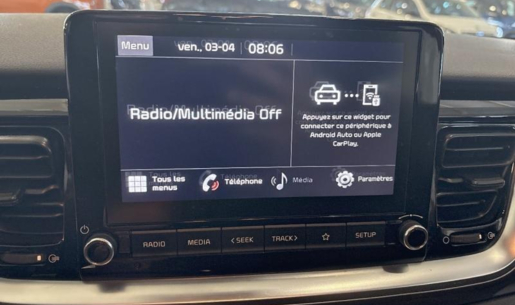 Menu ven., 03-04 08:06
Radio/Multimédia Off
Appuyez sur ce widget pour
connecter ce périphérique à
Android Auto ou Apple
CarPlay.
Tous les
menus
Téléphone
Média
Paramètres
RADIO MEDIA < SEEK TRACK > SETUP